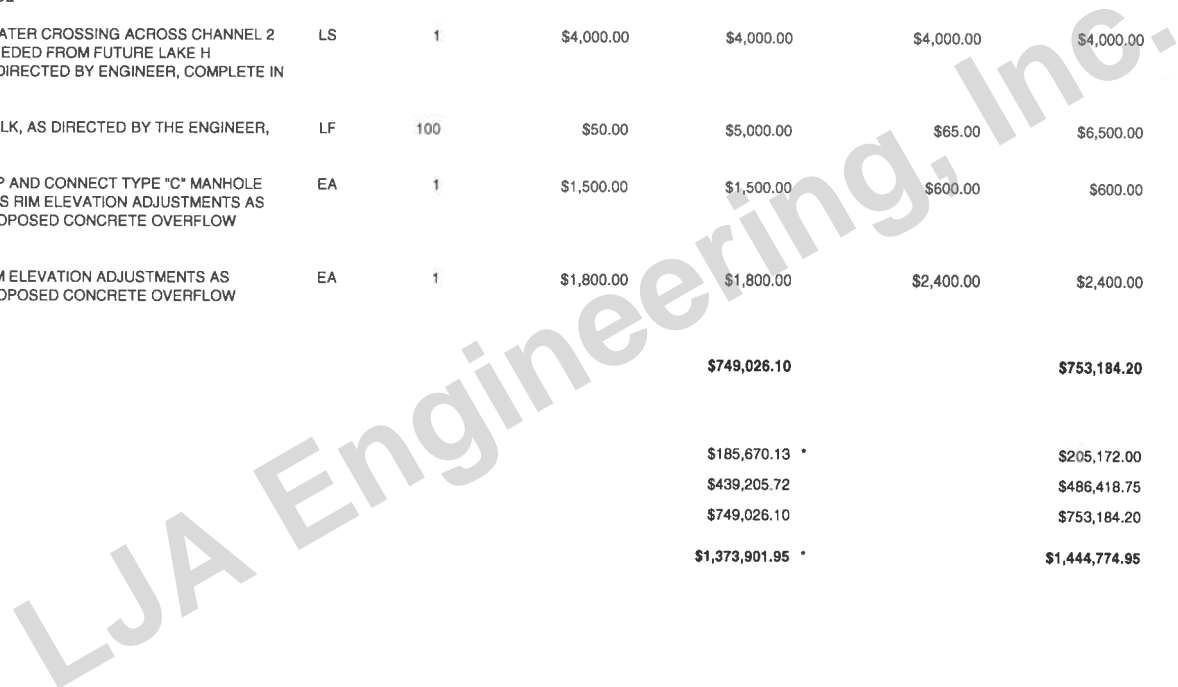 ATER CROSSING ACROSS CHANNEL 2 LS 1 $4,000.00 $4,000.00 $4,000.00 $4,000.00
EDED FROM FUTURE LAKE H
DIRECTED BY ENGINEER, COMPLETE IN
LK, AS DIRECTED BY THE ENGINEER, LF 100 $50.00 $5,000.00 $65.00 $6,500.00
P AND CONNECT TYPE "C" MANHOLE EA 1 $1,500.00 $1,500.00 $600.00 $600.00
S RIM ELEVATION ADJUSTMENTS AS
OPOSED CONCRETE OVERFLOW
M ELEVATION ADJUSTMENTS AS EA 1 $1,800.00 $1,800.00 $2,400.00 $2,400.00
OPOSED CONCRETE OVERFLOW
$749,026.10 $753,184.20
$185,670.13 * $205,172.00
$439,205.72 $486,418.75
$749,026.10 $753,184.20
$1,373,901.95 * $1,444,774.95
LJA Engineering, Inc.